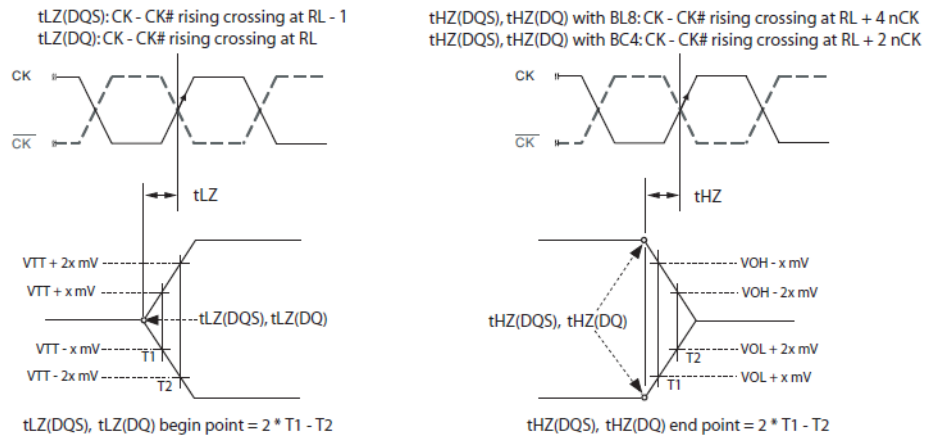 tLZ(DQS): CK - CK# rising crossing at RL - 1
tLZ(DQ): CK - CK# rising crossing at RL
CK
CK
tLZ
VTT + 2x mV
VTT + x mV
tLZ(DQS), tLZ(DQ)
VTT - x mV
T1
VTT - 2x mV
T2
tLZ(DQS), tLZ(DQ) begin point = 2 * T1 - T2
tHZ(DQS), tHZ(DQ) with BL8: CK - CK# rising crossing at RL + 4 nCK
tHZ(DQS), tHZ(DQ) with BC4: CK - CK# rising crossing at RL + 2 nCK
CK
CK
tHZ
VOH - x mV
VOH - 2x mV
tHZ(DQS), tHZ(DQ)
VOL + 2x mV
T2
VOL + x mV
T1
tHZ(DQS), tHZ(DQ) end point = 2 * T1 - T2